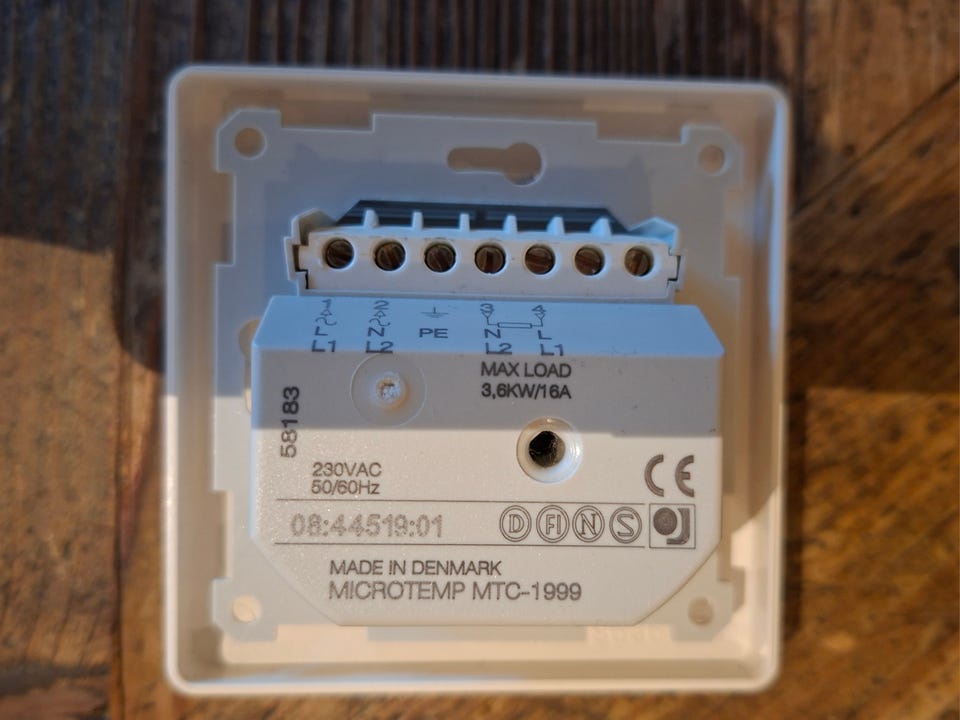 1 2 3 4
L N PE N L
L1 L2 L2 L1
MAX LOAD
3,6KW/16A
58183
230VAC
50/60Hz
08:44519:01
D FI N S
CE
MADE IN DENMARK
MICROTEMP MTC-1999